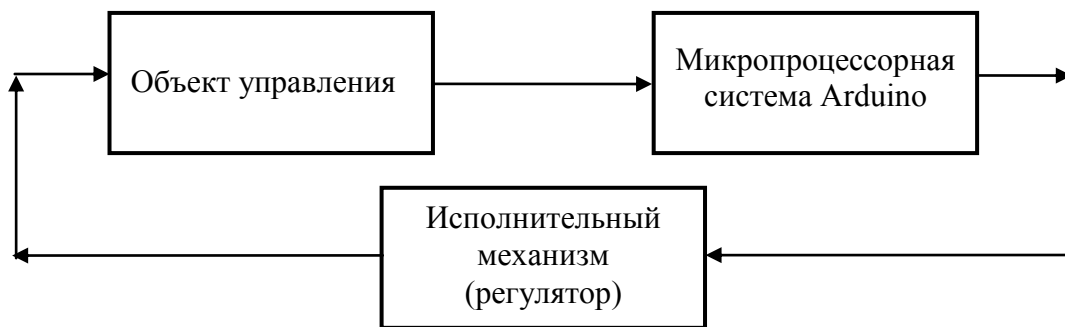 Объект управления
Микропроцессорная
система Arduino
Исполнительный
механизм
(регулятор)